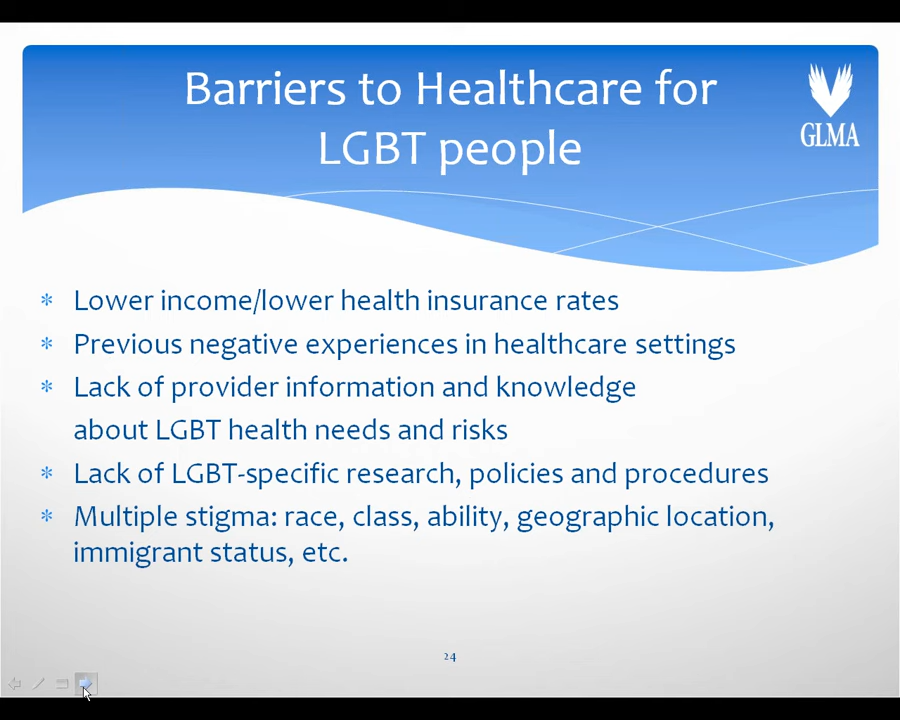 Barriers to Healthcare for
LGBT people
GLMA
* Lower income/lower health insurance rates
* Previous negative experiences in healthcare settings
* Lack of provider information and knowledge
about LGBT health needs and risks
* Lack of LGBT-specific research, policies and procedures
* Multiple stigma: race, class, ability, geographic location,
immigrant status, etc.
24